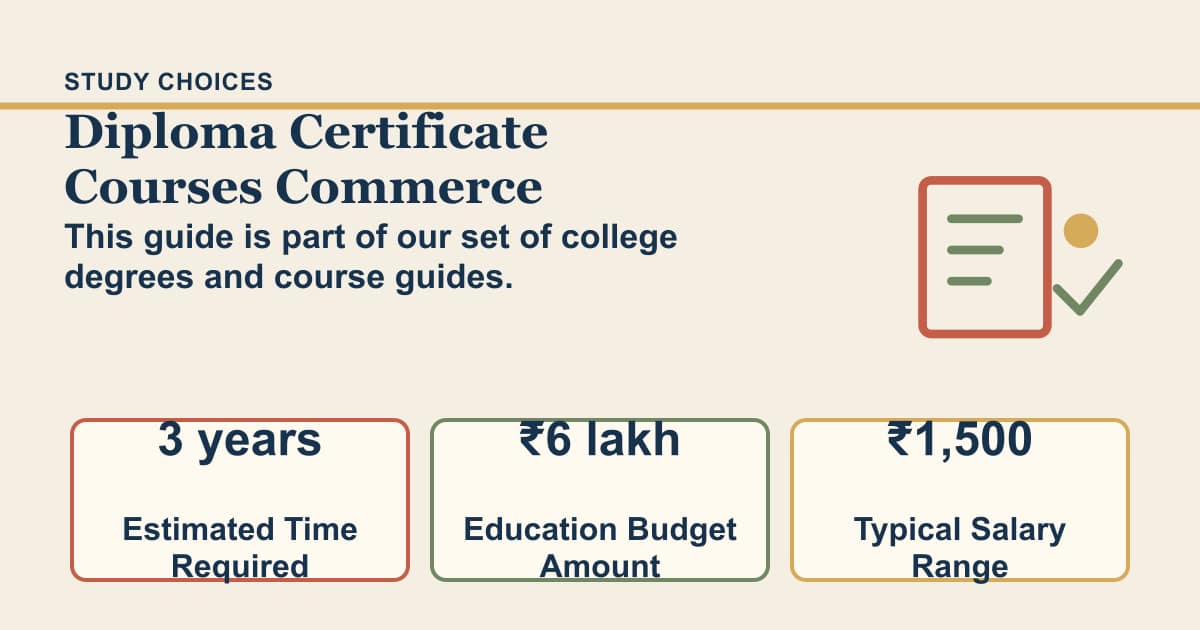 STUDY CHOICES
Diploma Certificate
Courses Commerce
This guide is part of our set of college
degrees and course guides.
3 years
Estimated Time
Required
₹6 lakh
Education Budget
Amount
₹1,500
Typical Salary
Range